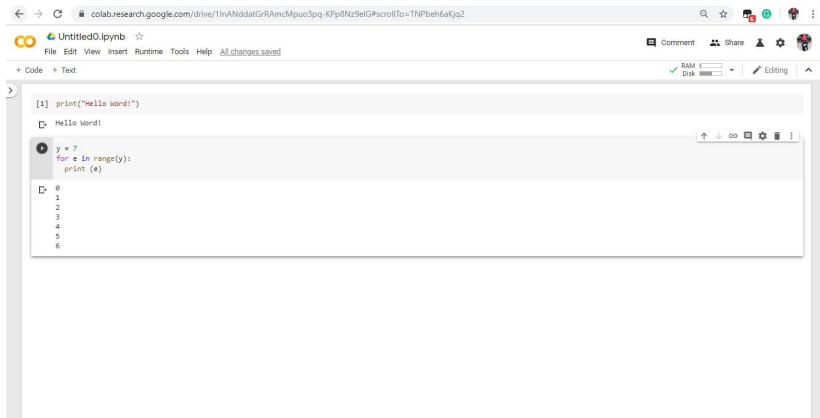 colab.research.google.com/drive/1InANddatGrRAmcMpuo3pq-KPp8Nz9elG#scrollTo=TNPbeh6aKjq2
Untitled0.ipynb
File Edit View Insert Runtime Tools Help All changes saved
Comment Share
+ Code + Text
RAM
Disk
Editing
[1] print("Hello Word!")
Hello Word!
y = 7
for e in range(y):
print (e)
0
1
2
3
4
5
6